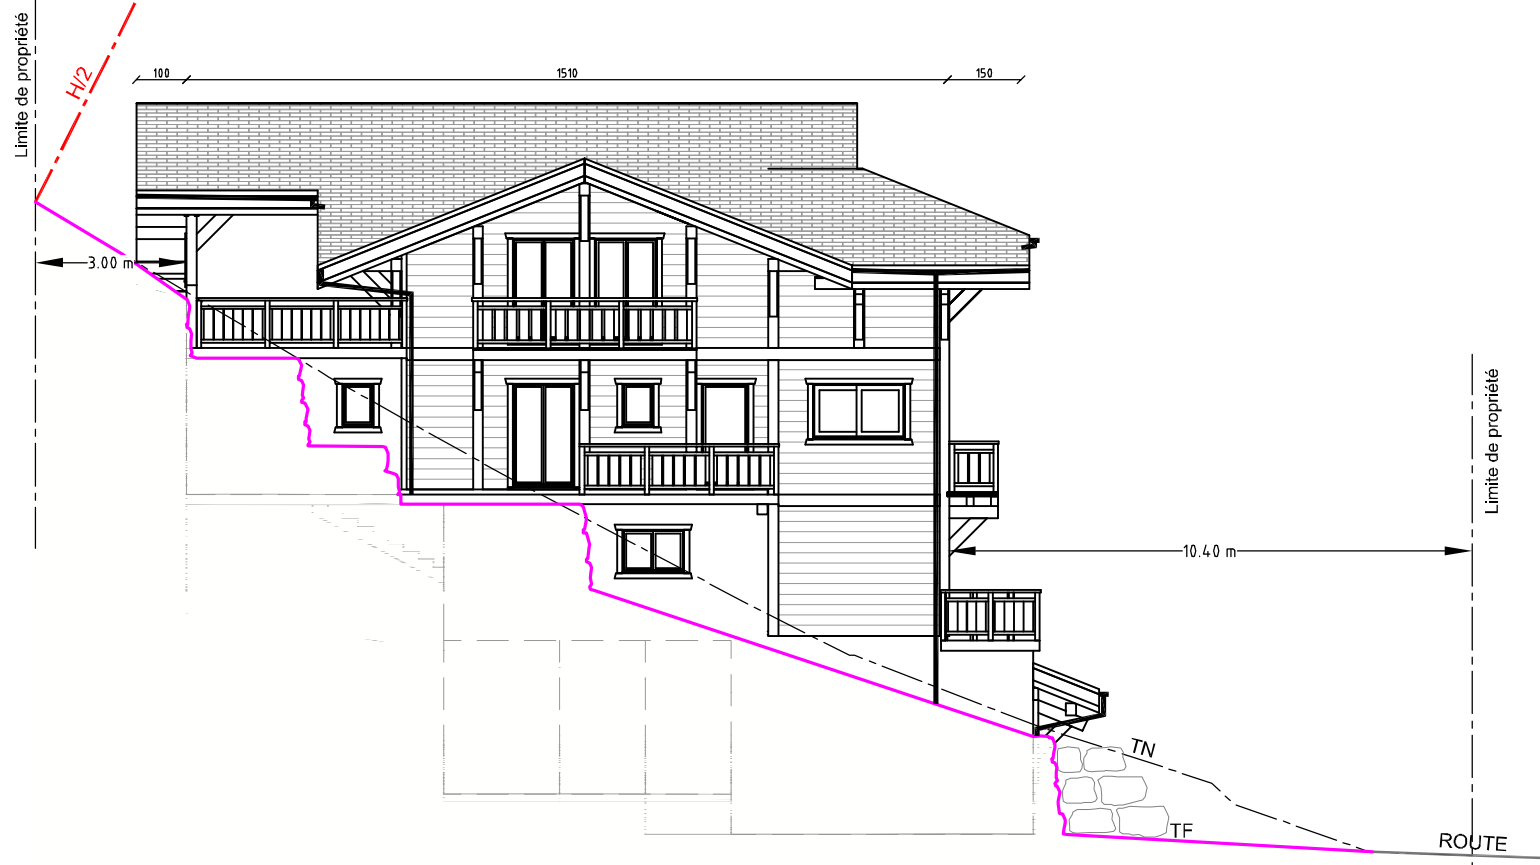 Limite de propriété
H/2
100
1510
150
3.00 m
Limite de propriété
10.40 m
TN
TF
ROUTE